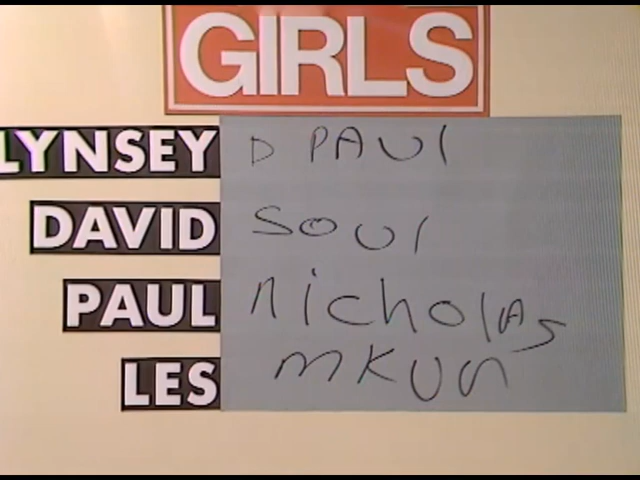 GIRLS
LYNSEY D PAUL
DAVID SOUL
PAUL nicholas
LES mKUn